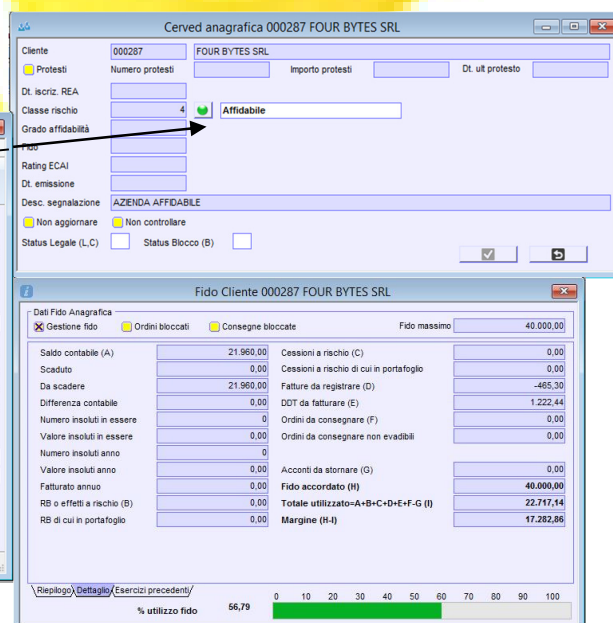 Cerved anagrafica 000287 FOUR BYTES SRL
Cliente 000287 FOUR BYTES SRL
Protesti Numero protesti Importo protesti Dt. ult protesto
Dt. iscriz. REA
Classe rischio 4 Affidabile
Grado affidabilità
Fido
Rating ECAI
Dt. emissione
Desc. segnalazione AZIENDA AFFIDABILE
Non aggiornare Non controllare
Status Legale (L,C) Status Blocco (B)
Fido Cliente 000287 FOUR BYTES SRL
Dati Fido Anagrafica
Gestione fido Ordini bloccati Consegne bloccate Fido massimo 40.000,00
Saldo contabile (A) 21.960,00 Cessioni a rischio (C) 0,00
Scaduto 0,00 Cessioni a rischio di cui in portafoglio 0,00
Da scadere 21.960,00 Fatture da registrare (D) -465,30
Differenza contabile 0,00 DDT da fatturare (E) 1.222,44
Numero insoluti in essere 0 Ordini da consegnare (F) 0,00
Valore insoluti in essere 0,00 Ordini da consegnare non evadibili 0,00
Numero insoluti anno 0
Valore insoluti anno 0,00 Acconti da stornare (G) 0,00
Fatturato annuo 0,00 Fido accordato (H) 40.000,00
RB o effetti a rischio (B) 0,00 Totale utilizzato=A+B+C+D+E+F-G (I) 22.717,14
RB di cui in portafoglio 0,00 Margine (H-I) 17.282,86
Riepilogo Dettaglio Esercizi precedenti
0 10 20 30 40 50 60 70 80 90 100
% utilizzo fido 56,79